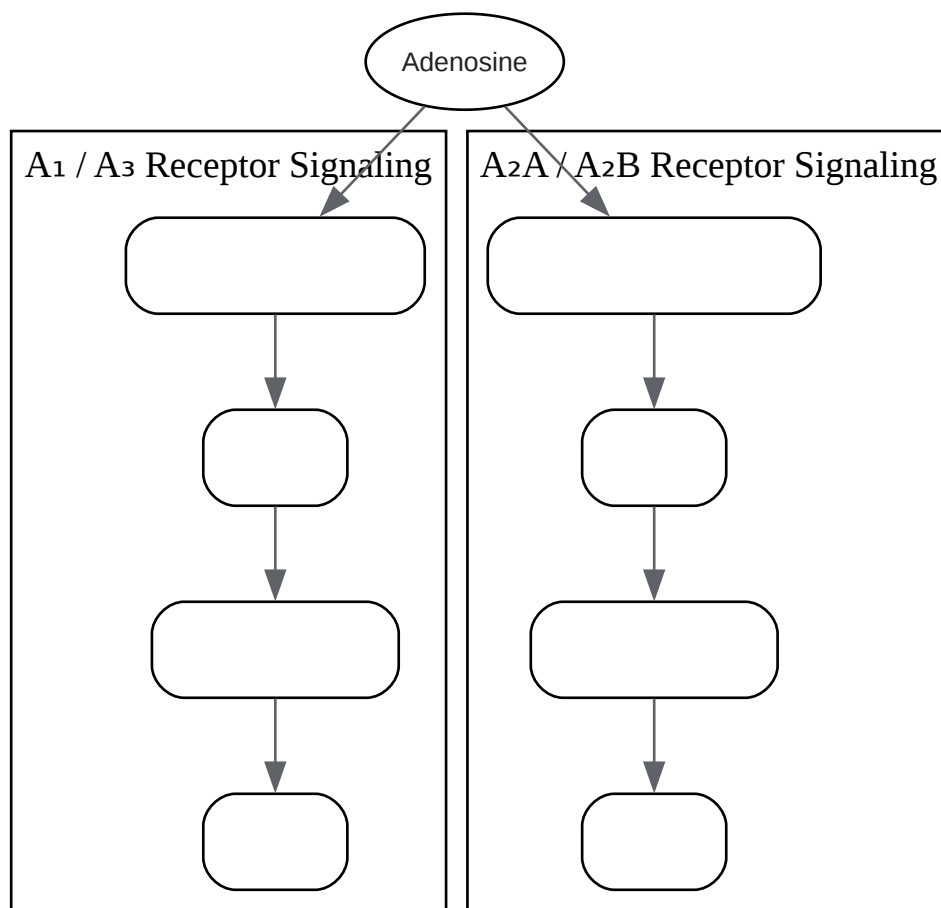 Adenosine
A₁ / A₃ Receptor Signaling
A₂A / A₂B Receptor Signaling